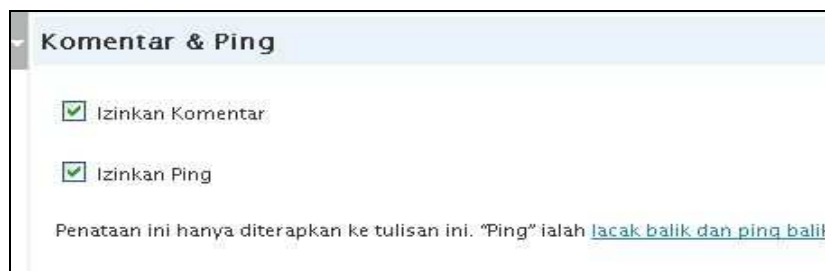 Komentar & Ping
Izinkan Komentar
Izinkan Ping
Penataan ini hanya diterapkan ke tulisan ini. "Ping" ialah lacak balik dan ping balik